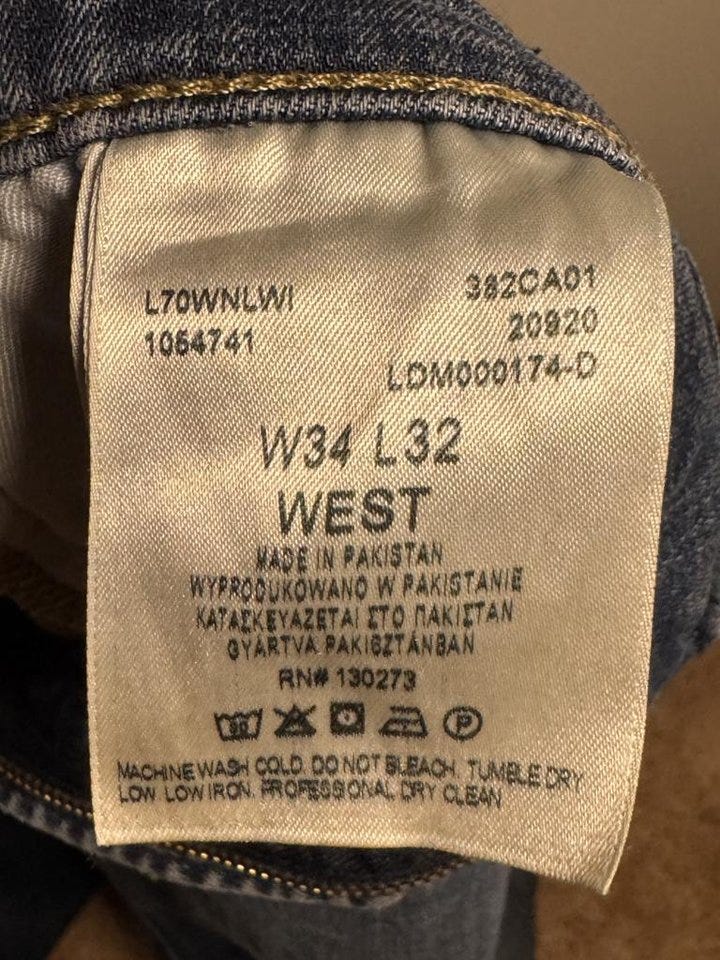 L70WNLWI
1054741
382CA01
20920
LDM000174-D
W34 L32
WEST
MADE IN PAKISTAN
WYPRODUKOWANO W PAKISTANIE
ΚΑΤΑΣΚΕΥΑΖΕΤΑΙ ΣΤΟ ΠΑΚΙΣΤΑΝ
GYÁRTVA PAKISZTÁNBAN
RN# 130273
30 P
MACHINE WASH COLD. DO NOT BLEACH. TUMBLE DRY
LOW. LOW IRON. PROFESSIONAL DRY CLEAN